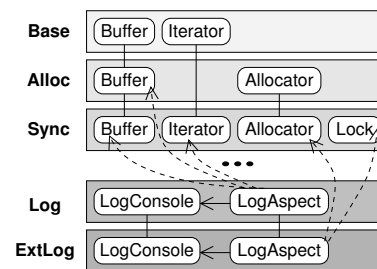 Base Buffer Iterator
Alloc Buffer Allocator
Sync Buffer Iterator Allocator Lock
...
Log LogConsole LogAspect
ExtLog LogConsole LogAspect